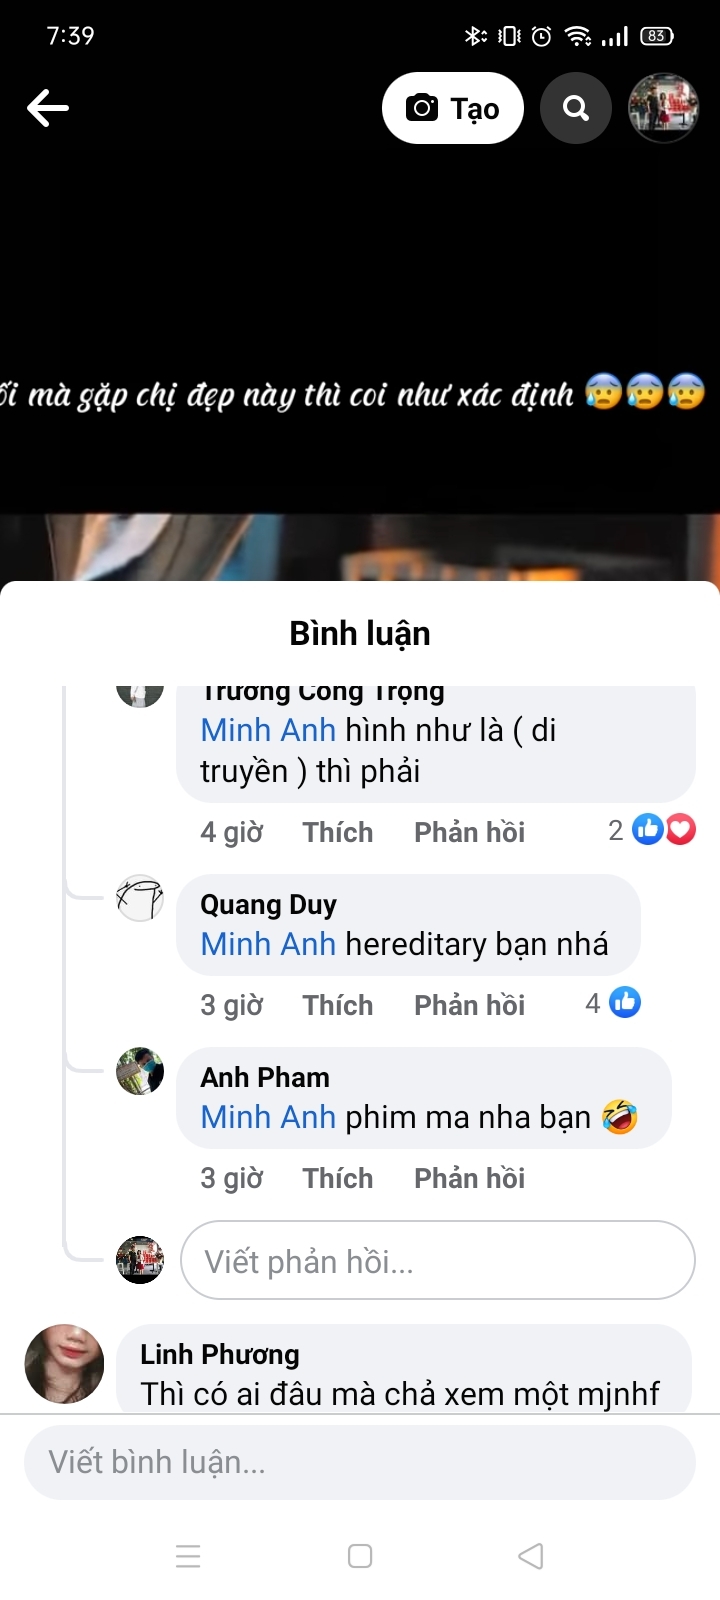 7:39
83
Tạo
ối mà gặp chị đẹp này thì coi như xác định 😰😰😰
Bình luận
Trương Công Trọng
Minh Anh hình như là ( di
truyền ) thì phải
4 giờ Thích Phản hồi 2
Quang Duy
Minh Anh hereditary bạn nhá
3 giờ Thích Phản hồi 4
Anh Pham
Minh Anh phim ma nha bạn 🤣
3 giờ Thích Phản hồi
Viết phản hồi...
Linh Phương
Thì có ai đâu mà chả xem một mjnhf
Viết bình luận...